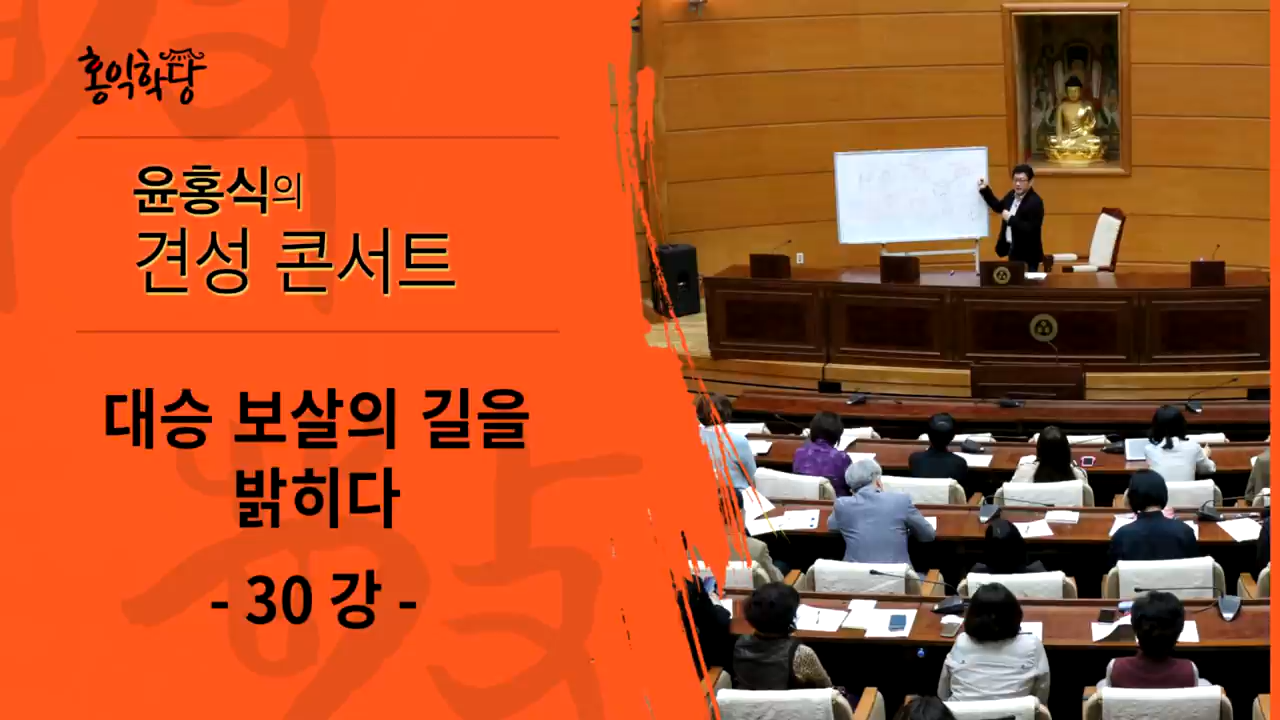 홍익학당
윤홍식의
견성 콘서트
대승 보살의 길을
밝히다
- 30 강 -